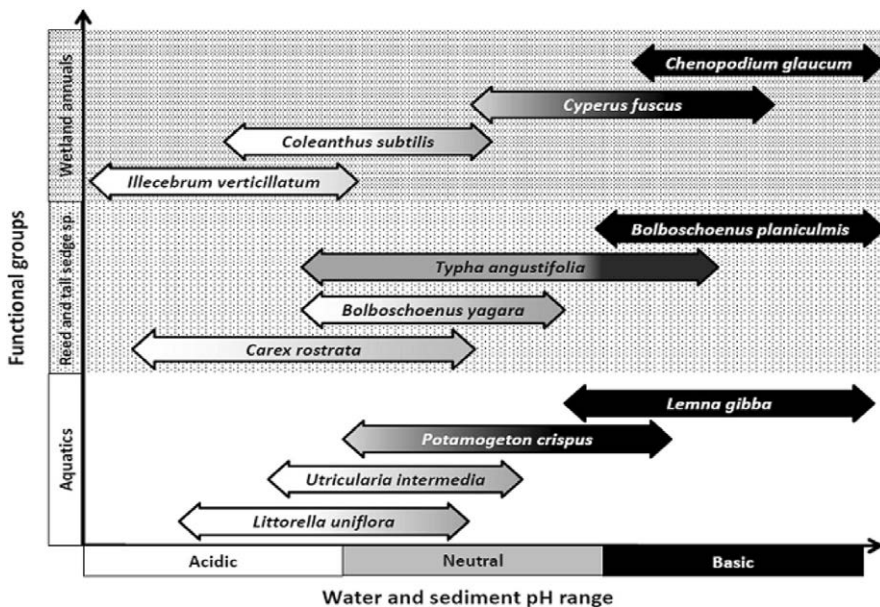 Functional groups
Wetland annuals
Chenopodium glaucum
Cyperus fuscus
Coleanthus subtilis
Illecebrum verticillatum
Reed and tall sedge sp.
Bolboschoenus planiculmis
Typha angustifolia
Bolboschoenus yagara
Carex rostrata
Aquatics
Lemna gibba
Potamogeton crispus
Utricularia intermedia
Littorella uniflora
Acidic
Neutral
Basic
Water and sediment pH range